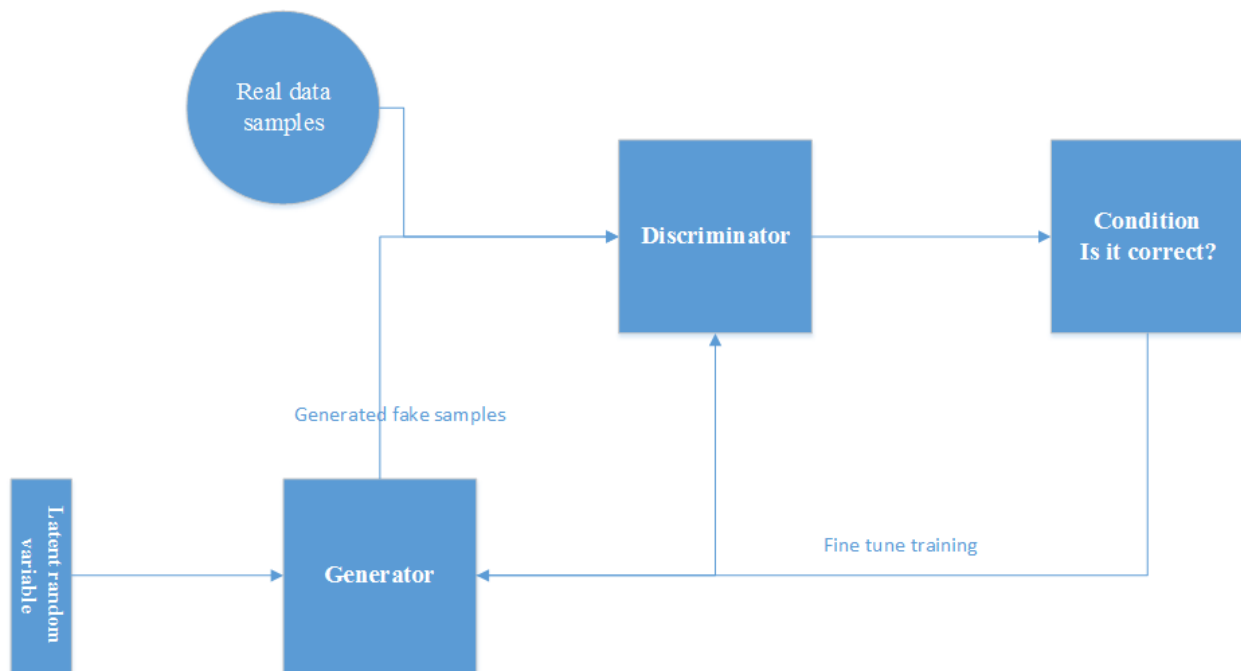 Real data
samples
Discriminator
Condition
Is it correct?
Generated fake samples
Latent random
variable
Generator
Fine tune training